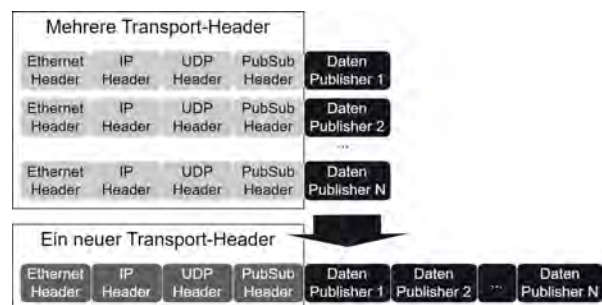 Mehrere Transport-Header
Ethernet IP UDP PubSub Daten
Header Header Header Header Publisher 1
Ethernet IP UDP PubSub Daten
Header Header Header Header Publisher 2
...
Ethernet IP UDP PubSub Daten
Header Header Header Header Publisher N
Ein neuer Transport-Header
Ethernet IP UDP PubSub Daten Daten Daten
Header Header Header Header Publisher 1 Publisher 2 ... Publisher N